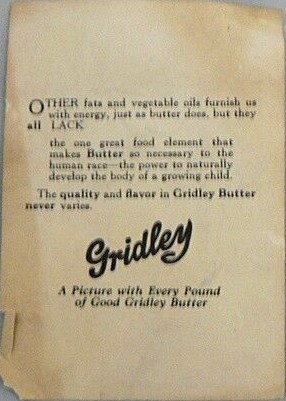 OTHER fats and vegetable oils furnish us
with energy, just as butter does, but they
all LACK
the one great food element that
makes Butter so necessary to the
human race—the power to naturally
develop the body of a growing child.
The quality and flavor in Gridley Butter
never varies.
Gridley
A Picture with Every Pound
of Good Gridley Butter